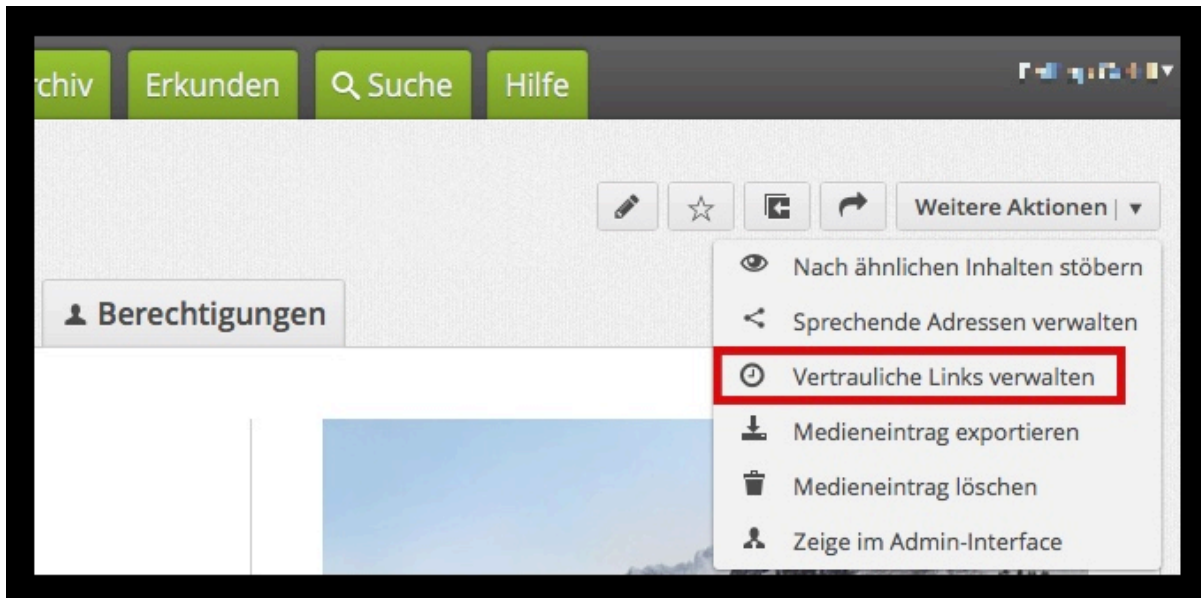 rchiv Erkunden Suche Hilfe
Weitere Aktionen
Nach ähnlichen Inhalten stöbern
Berechtigungen
Sprechende Adressen verwalten
Vertrauliche Links verwalten
Medieneintrag exportieren
Medieneintrag löschen
Zeige im Admin-Interface